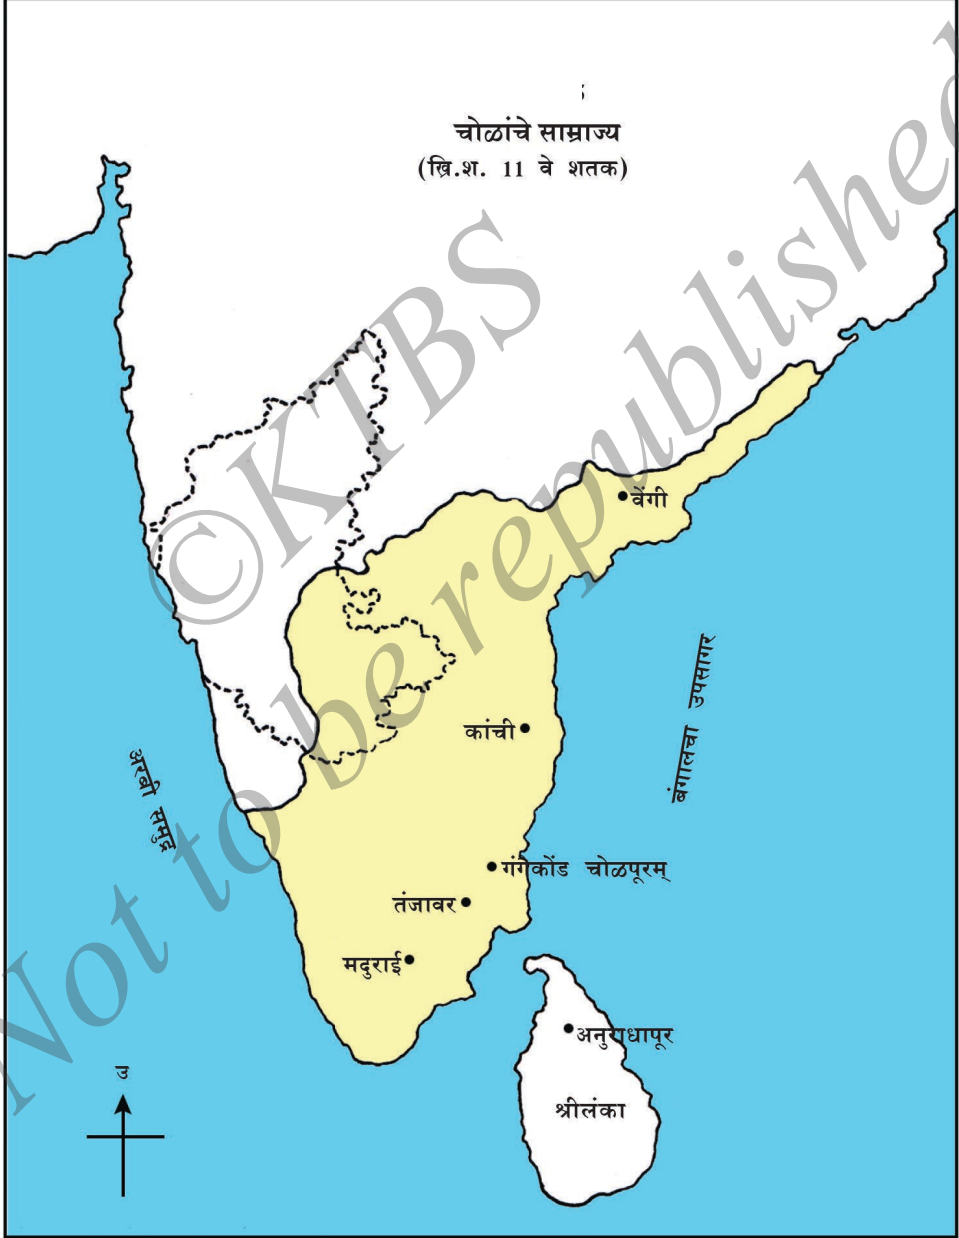 चोळांचे साम्राज्य
(ख्रि.श. 11 वे शतक)
वेंगी
बंगालचा उपसागर
कांची
अरबी समुद्र
गंगैकोंड चोळपूरम्
तंजावर
मदुराई
अनुराधापूर
श्रीलंका
उ
©KTBS
Not to be republished